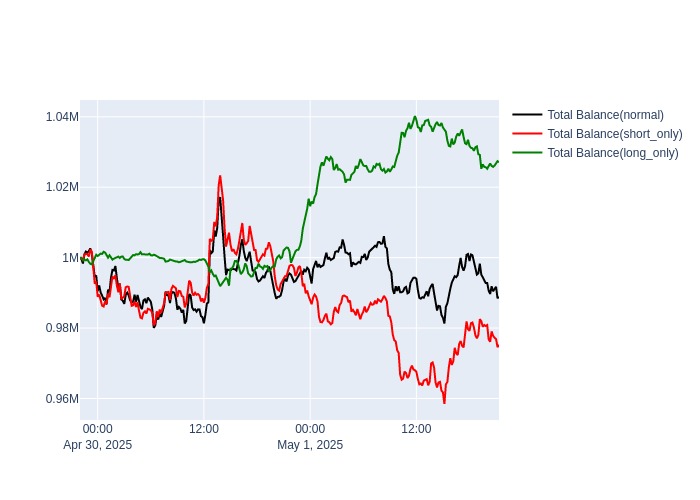 Total Balance(normal)
Total Balance(short_only)
Total Balance(long_only)
1.04M
1.02M
1M
0.98M
0.96M
00:00
Apr 30, 2025
12:00
00:00
May 1, 2025
12:00